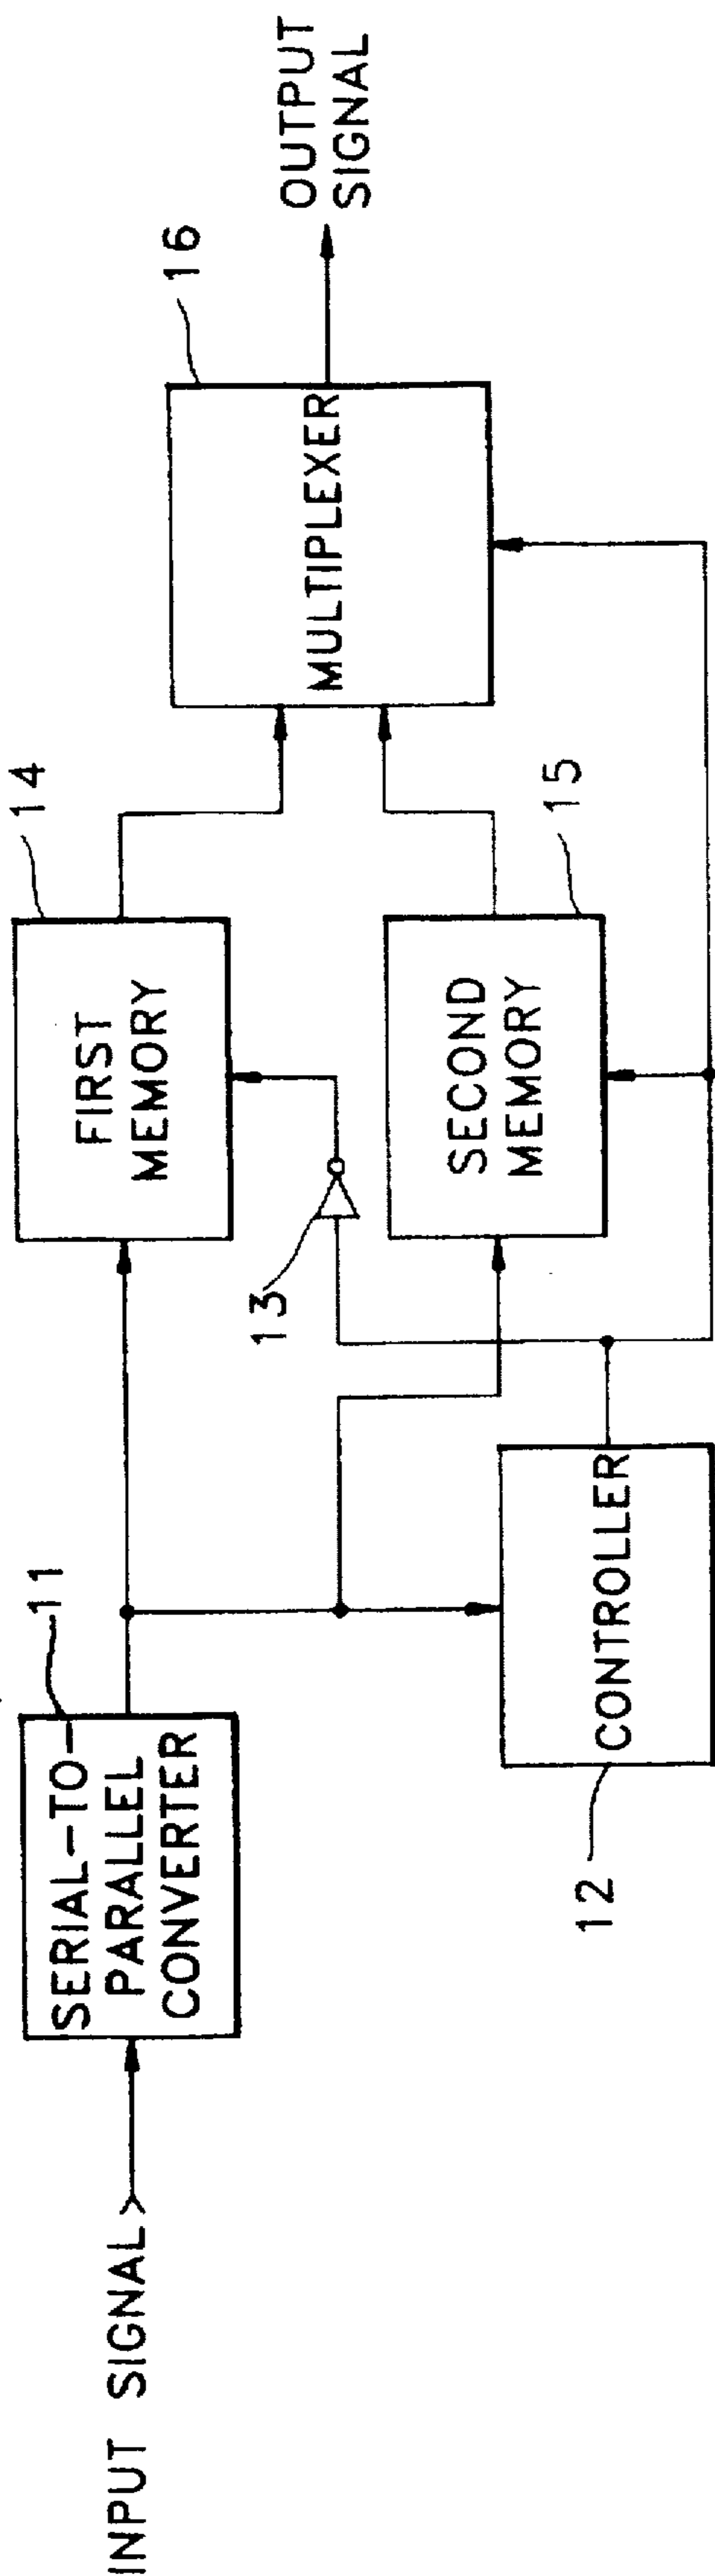 INPUT SIGNAL
SERIAL-TO-
PARALLEL
CONVERTER
11
CONTROLLER
12
13
FIRST
MEMORY
14
SECOND
MEMORY
15
MULTIPLEXER
16
OUTPUT
SIGNAL